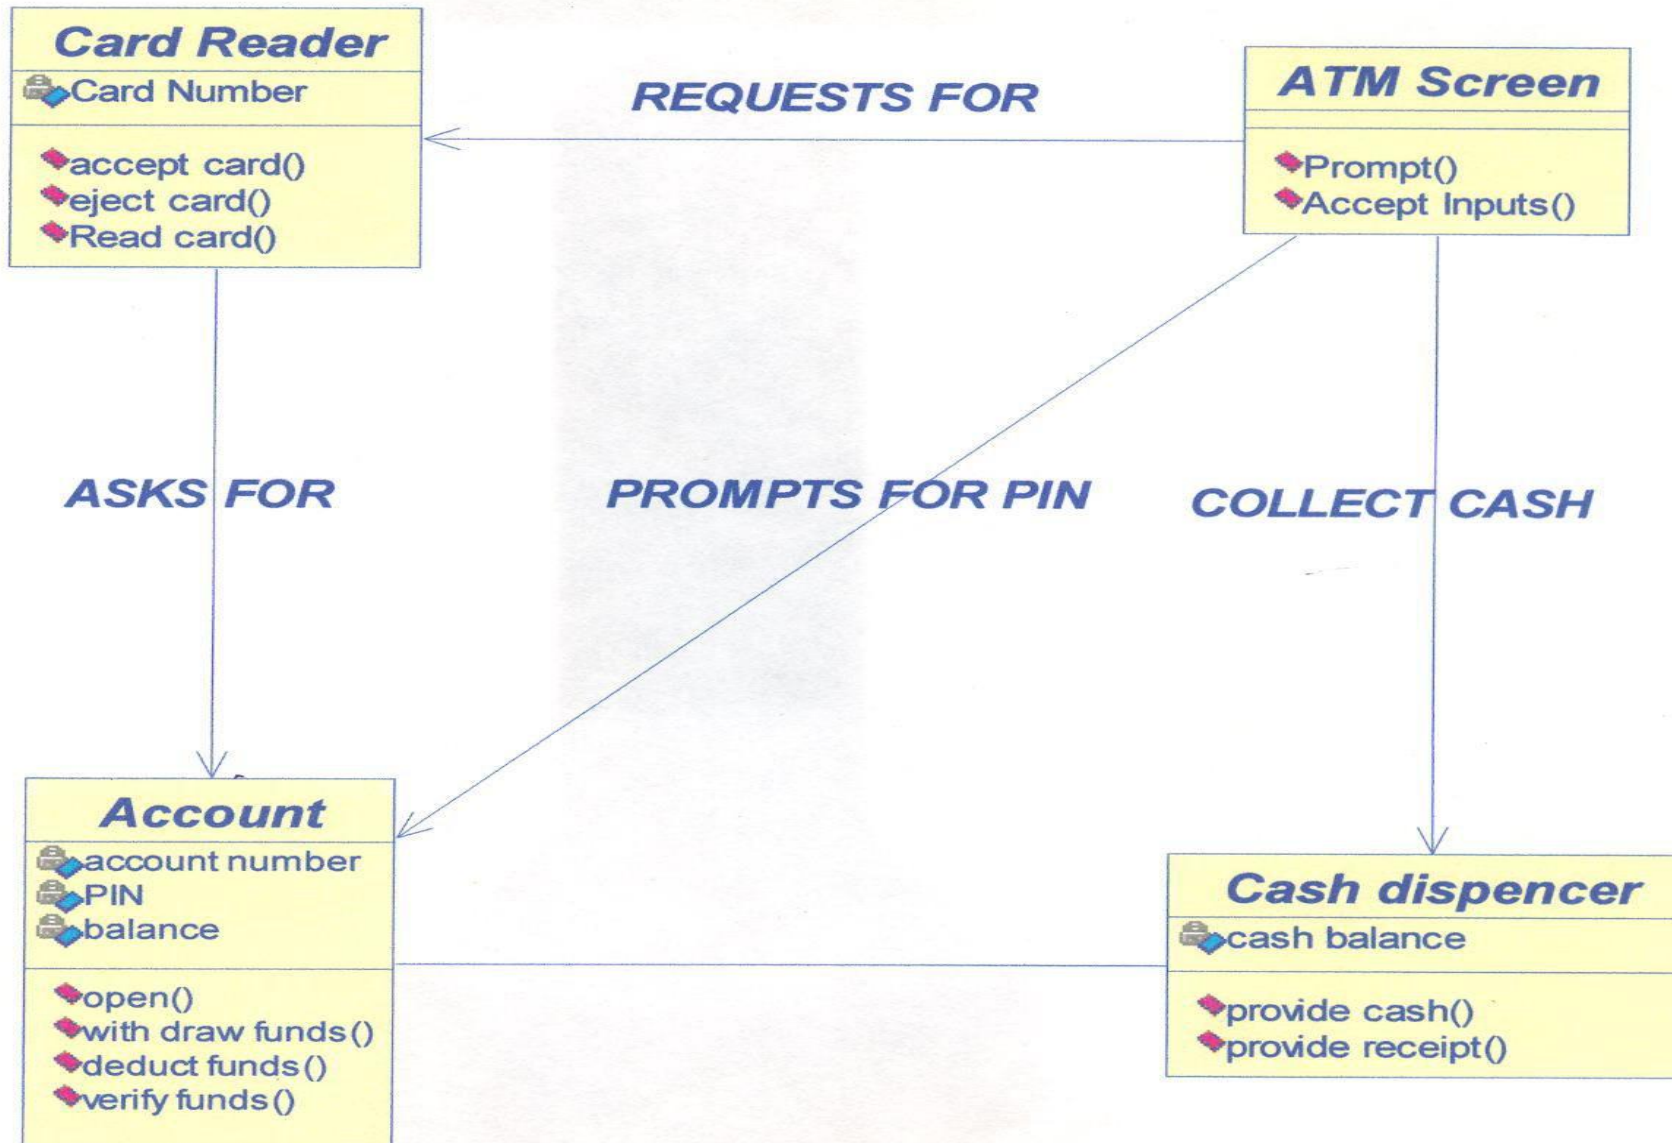 Card Reader
Card Number
accept card()
eject card()
Read card()
REQUESTS FOR
ATM Screen
Prompt()
Accept Inputs()
ASKS FOR
PROMPTS FOR PIN
COLLECT CASH
Account
account number
PIN
balance
open()
with draw funds()
deduct funds()
verify funds()
Cash dispencer
cash balance
provide cash()
provide receipt()